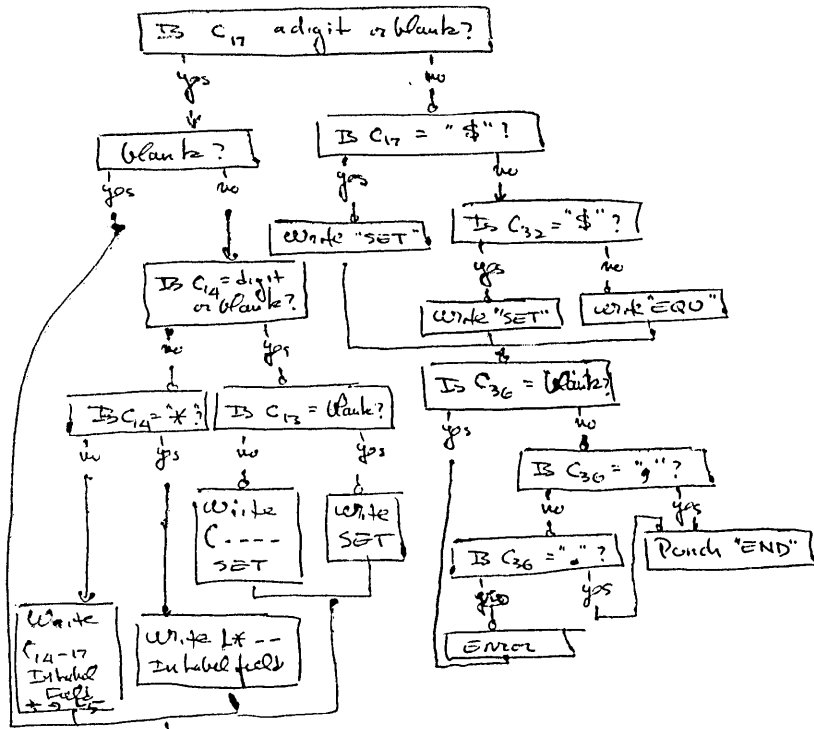 Is C17 a digit or blank?
yes
no
blank?
Is C17 = "$"?
yes
no
yes
no
Write "SET"
Is C32 = "$"?
yes
no
Is C14 = digit
or blank?
Write "SET"
Write "EQU"
no
yes
Is C36 = blank?
Is C14 = "*"?
Is C13 = blank?
yes
no
no
yes
no
yes
Is C36 = ","?
no
yes
Write
C----
SET
Write
SET
Is C36 = "."?
Punch "END"
yes
Error
Write
C14-17
In Label
Field
Write * --
In Label field